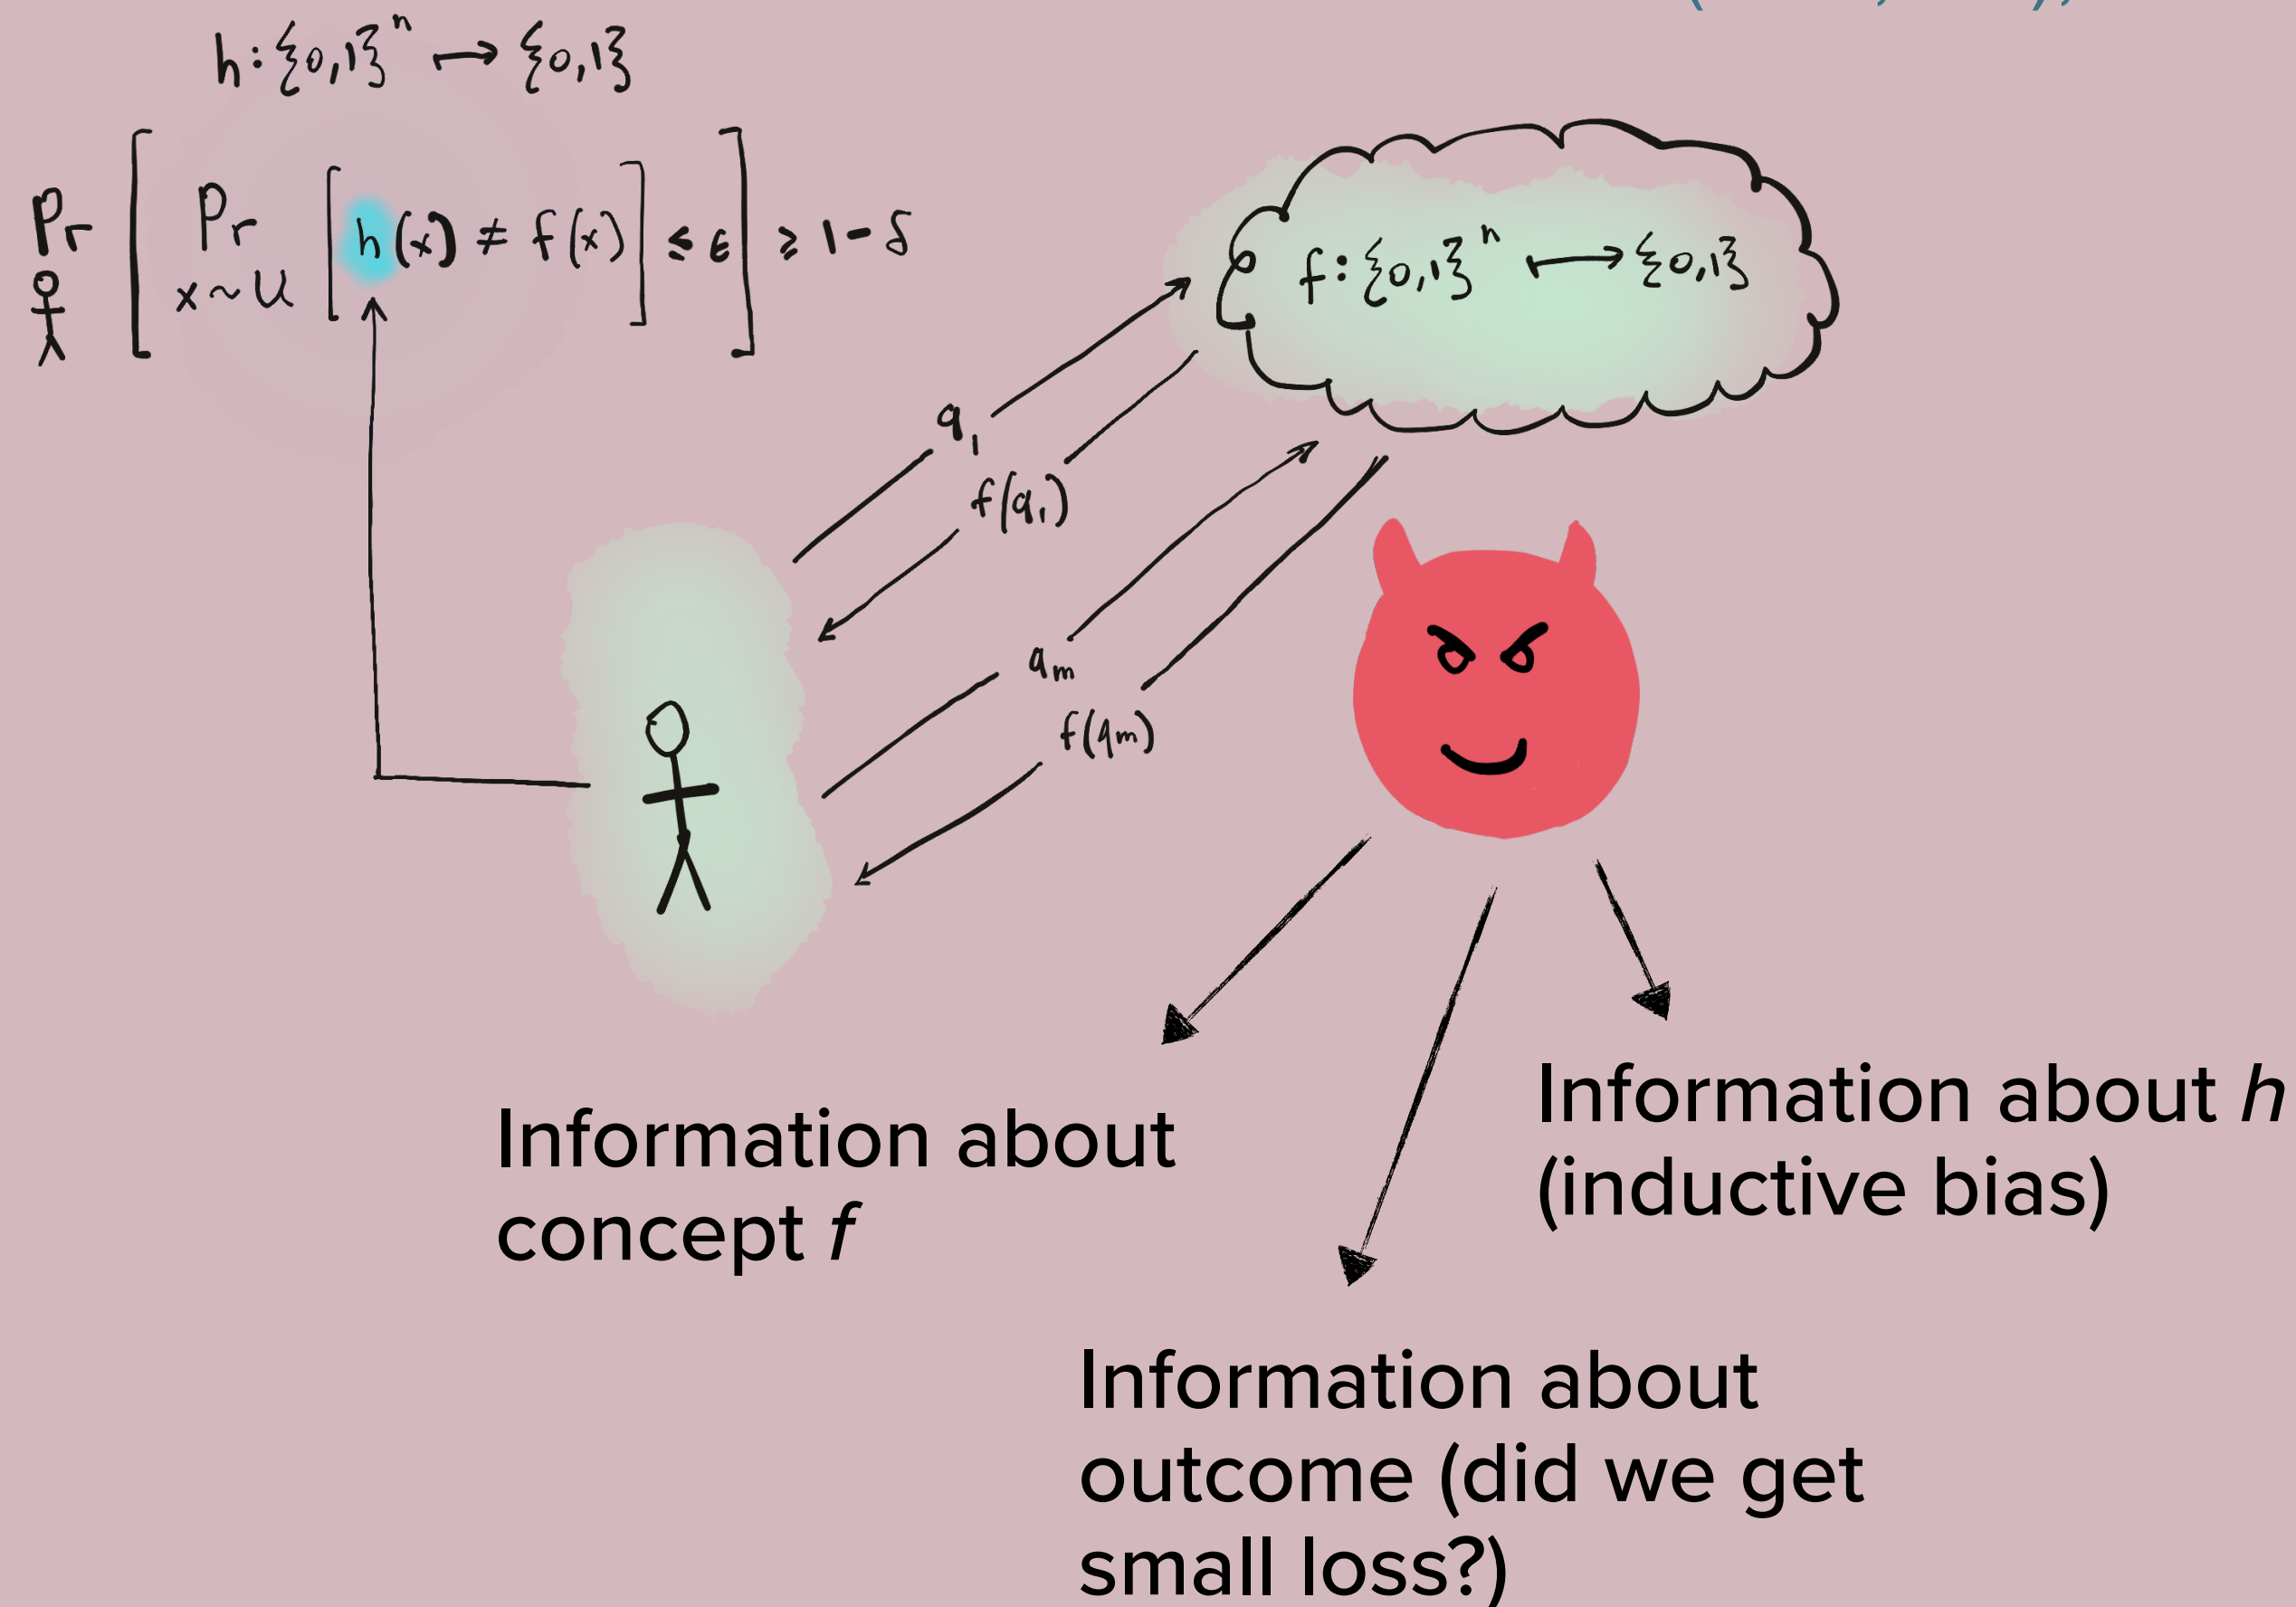 h:{0,1}ⁿ ↦ {0,1}
Pr [ Pr x~U [h(x) ≠ f(x)] ≤ ε ] ≥ 1-δ
f:{0,1}ⁿ ↦ {0,1}
q₁
f(q₁)
qₘ
f(qₘ)
Information about
concept f
Information about h
(inductive bias)
Information about
outcome (did we get
small loss?)